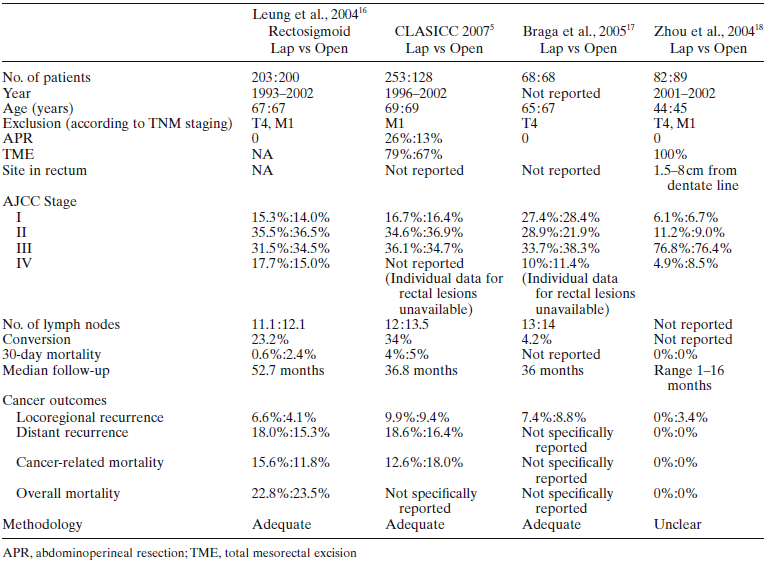 Leung et al., 2004¹⁶
Rectosigmoid CLASICC 2007⁵ Braga et al., 2005¹⁷ Zhou et al., 2004¹⁸
Lap vs Open Lap vs Open Lap vs Open Lap vs Open
No. of patients 203:200 253:128 68:68 82:89
Year 1993–2002 1996–2002 Not reported 2001–2002
Age (years) 67:67 69:69 65:67 44:45
Exclusion (according to TNM staging) T4, M1 M1 T4 T4, M1
APR 0 26%:13% 0 0
TME NA 79%:67% 100%
Site in rectum NA Not reported Not reported 1.5–8cm from
dentate line
AJCC Stage
I 15.3%:14.0% 16.7%:16.4% 27.4%:28.4% 6.1%:6.7%
II 35.5%:36.5% 34.6%:36.9% 28.9%:21.9% 11.2%:9.0%
III 31.5%:34.5% 36.1%:34.7% 33.7%:38.3% 76.8%:76.4%
IV 17.7%:15.0% Not reported 10%:11.4% 4.9%:8.5%
(Individual data for (Individual data
rectal lesions for rectal lesions
unavailable) unavailable)
No. of lymph nodes 11.1:12.1 12:13.5 13:14 Not reported
Conversion 23.2% 34% 4.2% Not reported
30-day mortality 0.6%:2.4% 4%:5% Not reported 0%:0%
Median follow-up 52.7 months 36.8 months 36 months Range 1–16
months
Cancer outcomes
Locoregional recurrence 6.6%:4.1% 9.9%:9.4% 7.4%:8.8% 0%:3.4%
Distant recurrence 18.0%:15.3% 18.6%:16.4% Not specifically 0%:0%
reported
Cancer-related mortality 15.6%:11.8% 12.6%:18.0% Not specifically 0%:0%
reported
Overall mortality 22.8%:23.5% Not specifically Not specifically 0%:0%
reported reported
Methodology Adequate Adequate Adequate Unclear
APR, abdominoperineal resection; TME, total mesorectal excision